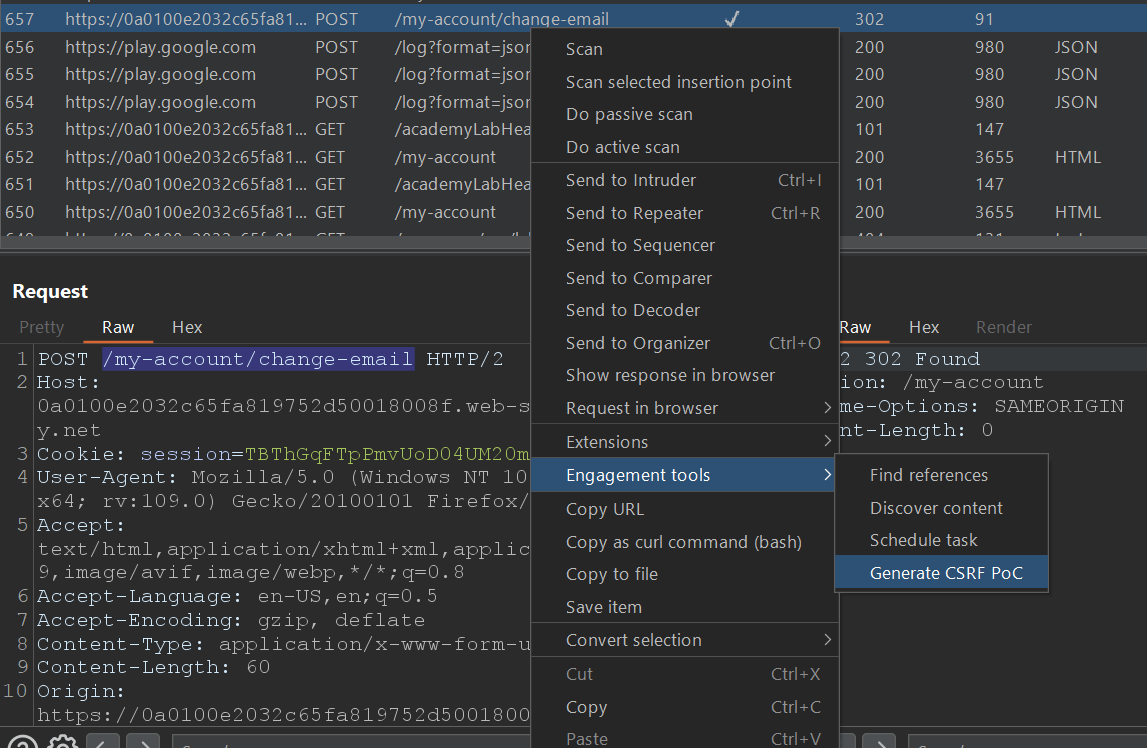 657 https://0a0100e2032c65fa81... POST /my-account/change-email ✓ 302 91
656 https://play.google.com POST /log?format=jsor 200 980 JSON
655 https://play.google.com POST /log?format=jsor 200 980 JSON
654 https://play.google.com POST /log?format=jsor 200 980 JSON
653 https://0a0100e2032c65fa81... GET /academyLabHea 101 147
652 https://0a0100e2032c65fa81... GET /my-account 200 3655 HTML
651 https://0a0100e2032c65fa81... GET /academyLabHea 101 147
650 https://0a0100e2032c65fa81... GET /my-account 200 3655 HTML
Scan
Scan selected insertion point
Do passive scan
Do active scan
Send to Intruder Ctrl+I
Send to Repeater Ctrl+R
Send to Sequencer
Send to Comparer
Send to Decoder
Send to Organizer Ctrl+O
Show response in browser
Request in browser
Extensions
Engagement tools
Copy URL
Copy as curl command (bash)
Copy to file
Save item
Convert selection
Cut Ctrl+X
Copy Ctrl+C
Paste Ctrl+V
Find references
Discover content
Schedule task
Generate CSRF PoC
Request
Pretty Raw Hex
1 POST /my-account/change-email HTTP/2
2 Host:
0a0100e2032c65fa819752d50018008f.web-s
y.net
3 Cookie: session=TBThGqFTpPmvUoDO4UM2Om
4 User-Agent: Mozilla/5.0 (Windows NT 10
x64; rv:109.0) Gecko/20100101 Firefox/
5 Accept:
text/html,application/xhtml+xml,applic
9,image/avif,image/webp,*/*;q=0.8
6 Accept-Language: en-US,en;q=0.5
7 Accept-Encoding: gzip, deflate
8 Content-Type: application/x-www-form-u
9 Content-Length: 60
10 Origin:
https://0a0100e2032c65fa819752d5001800
Raw Hex Render
2 302 Found
ion: /my-account
me-Options: SAMEORIGIN
nt-Length: 0